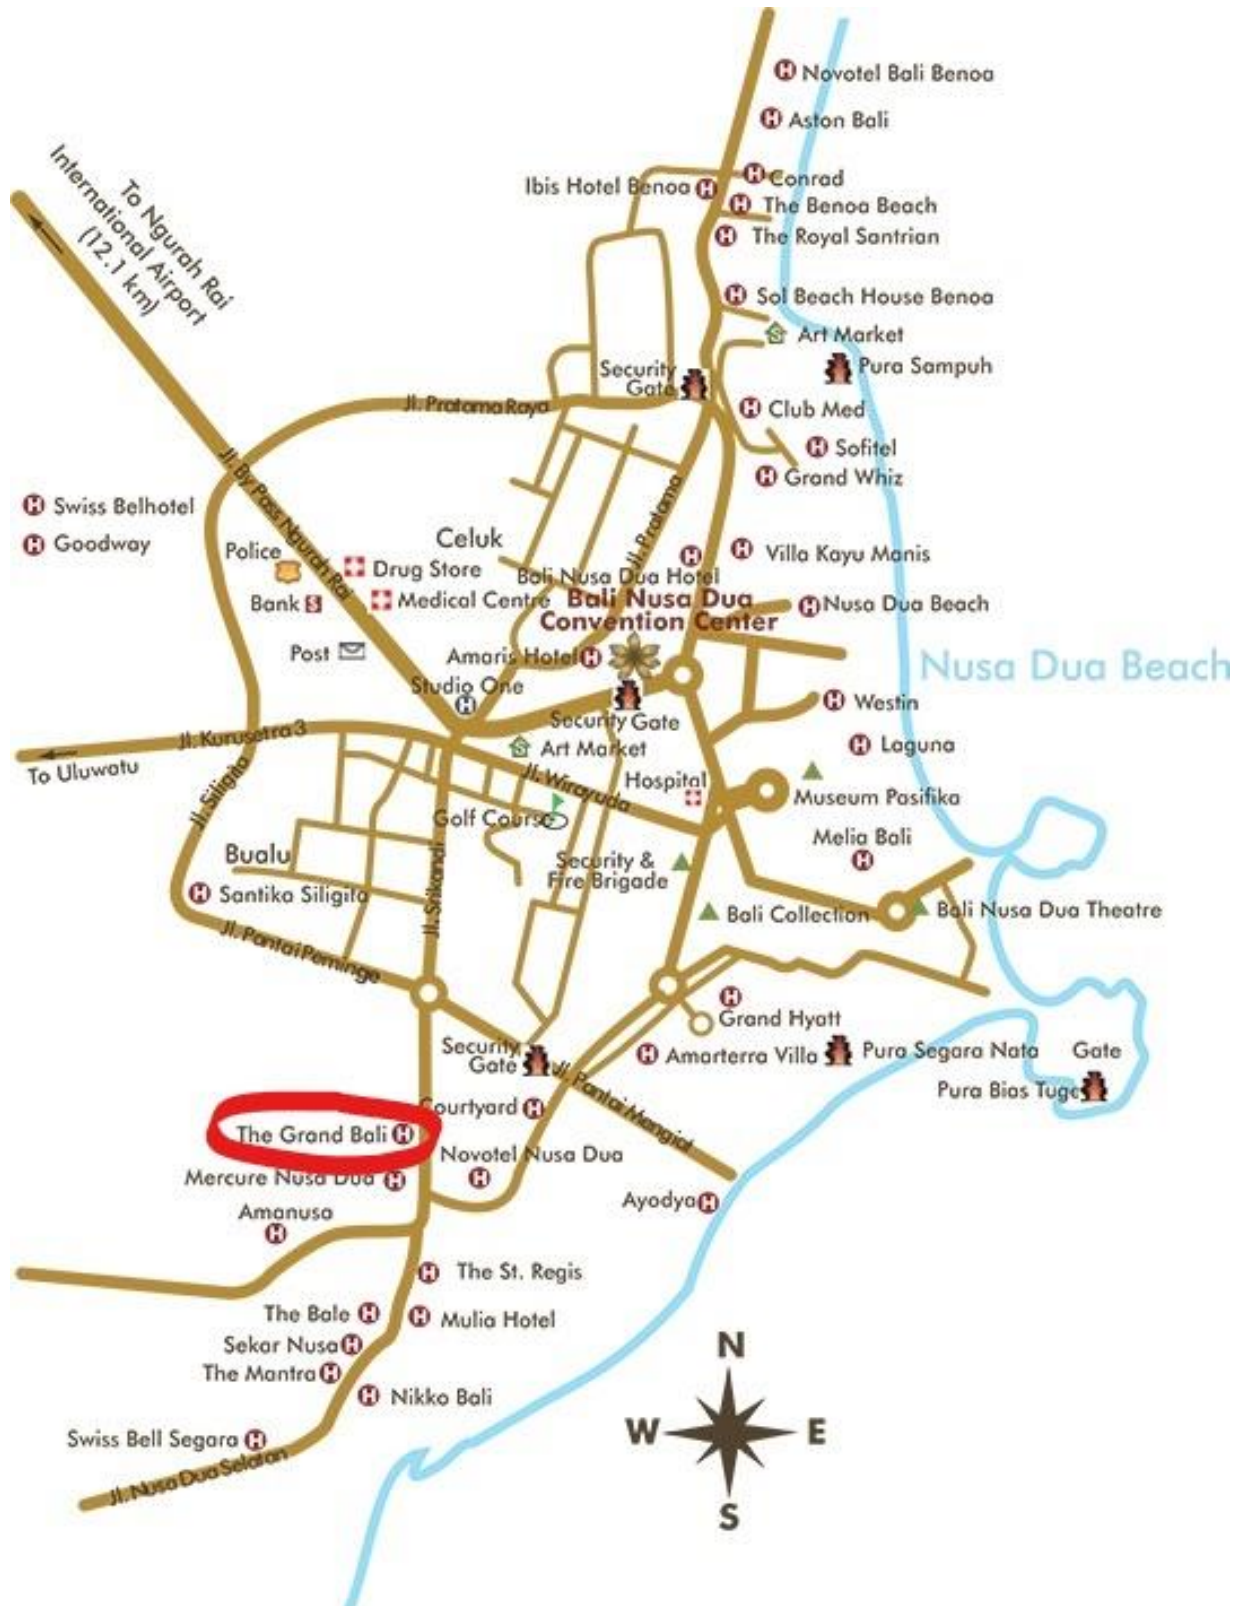 Novotel Bali Benoa
Aston Bali
To Ngurah Rai
International Airport
(12.1 km)
Ibis Hotel Benoa
Conrad
The Benoa Beach
The Royal Santrian
Sol Beach House Benoa
Art Market
Pura Sampuh
Security
Gate
Jl. Pratama Raya
Club Med
Sofitel
Grand Whiz
Jl. By Pass Ngurah Rai
Jl. Pratama
Swiss Belhotel
Goodway
Celuk
Police
Drug Store
Bank
Medical Centre
Post
Villa Kayu Manis
Bali Nusa Dua Hotel
Bali Nusa Dua
Convention Center
Nusa Dua Beach
Amaris Hotel
Nusa Dua Beach
Studio One
Security Gate
Westin
Jl. Kurusetra 3
To Uluwatu
Art Market
Laguna
Jl. Wirayuda
Hospital
Museum Pasifika
Jl. Siligita
Golf Course
Melia Bali
Bualu
Security &
Fire Brigade
Jl. Srikandi
Santika Siligita
Bali Collection
Bali Nusa Dua Theatre
Jl. Pantai Peminge
Grand Hyatt
Security
Gate
Amarterra Villa
Pura Segara Nata
Gate
Pura Bias Tuge
Jl. Pantai Mengiat
Courtyard
The Grand Bali
Novotel Nusa Dua
Mercure Nusa Dua
Ayodya
Amanusa
The St. Regis
The Bale
Mulia Hotel
Sekar Nusa
The Mantra
Nikko Bali
Swiss Bell Segara
Jl. Nusa Dua Selatan
N
W E
S